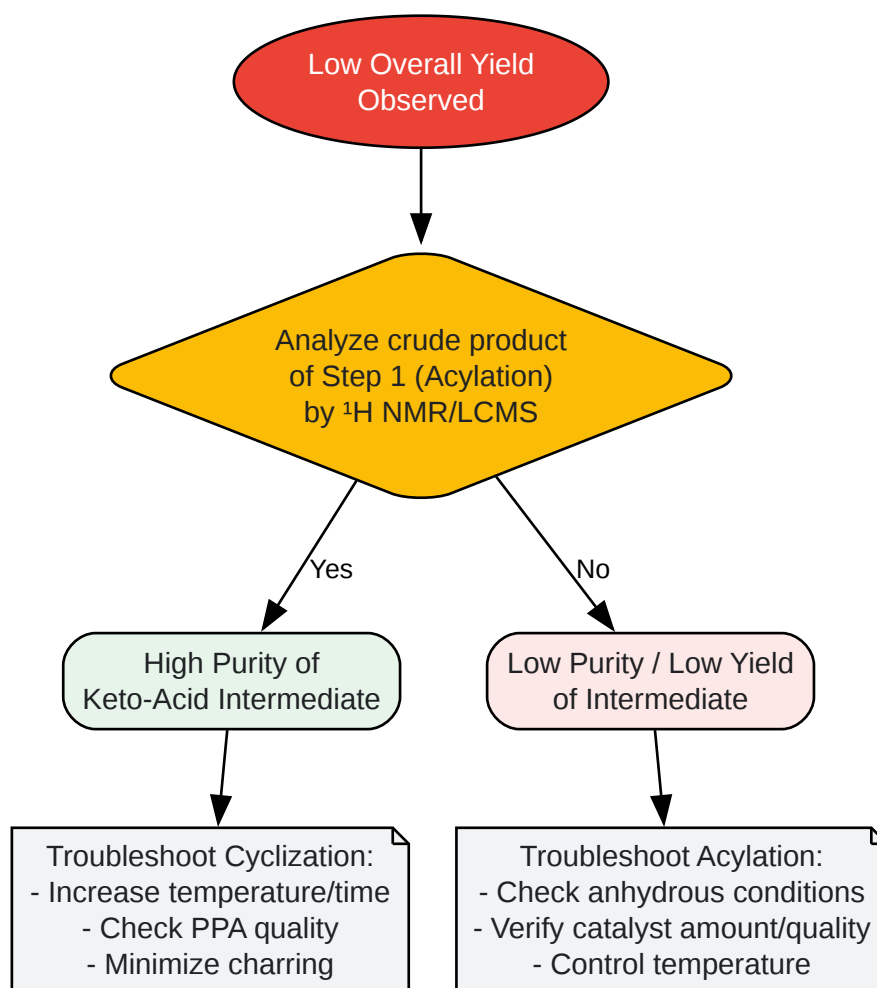 Low Overall Yield
Observed
Analyze crude product
of Step 1 (Acylation)
by ¹H NMR/LCMS
Yes
No
High Purity of
Keto-Acid Intermediate
Low Purity / Low Yield
of Intermediate
Troubleshoot Cyclization:
- Increase temperature/time
- Check PPA quality
- Minimize charring
Troubleshoot Acylation:
- Check anhydrous conditions
- Verify catalyst amount/quality
- Control temperature